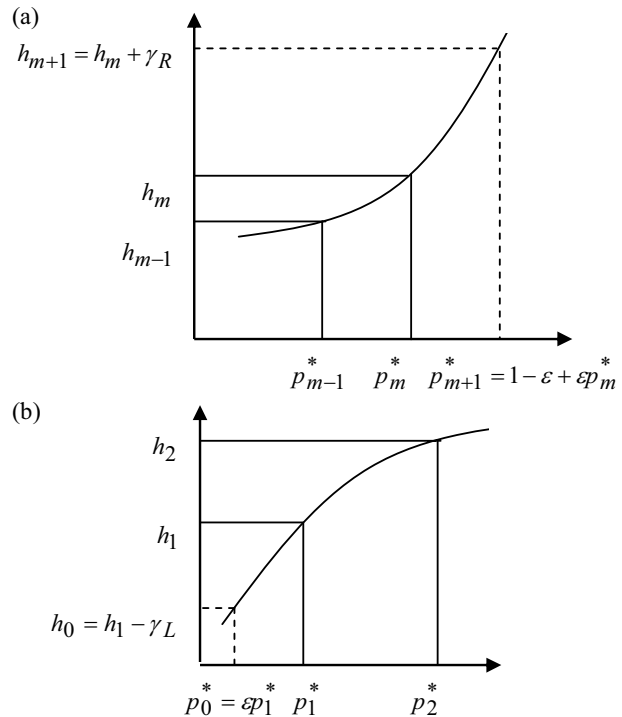 (a)
h_{m+1} = h_m + γ_R
h_m
h_{m−1}
p*_{m−1} p*_m p*_{m+1} = 1 − ε + εp*_m
(b)
h_2
h_1
h_0 = h_1 − γ_L
p*_0 = εp*_1 p*_1 p*_2